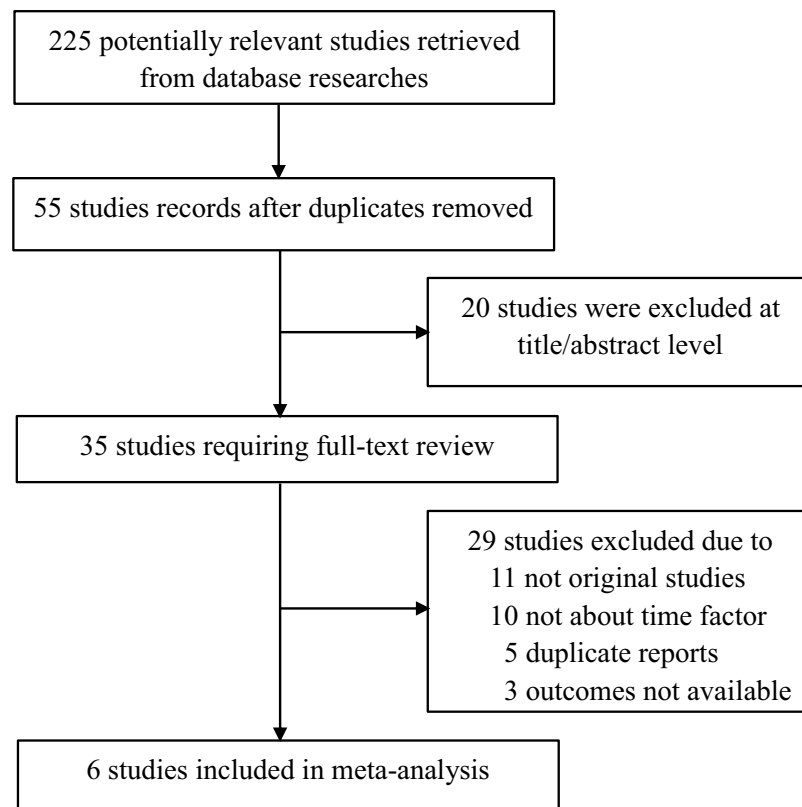 225 potentially relevant studies retrieved
from database researches
55 studies records after duplicates removed
20 studies were excluded at
title/abstract level
35 studies requiring full-text review
29 studies excluded due to
11 not original studies
10 not about time factor
5 duplicate reports
3 outcomes not available
6 studies included in meta-analysis